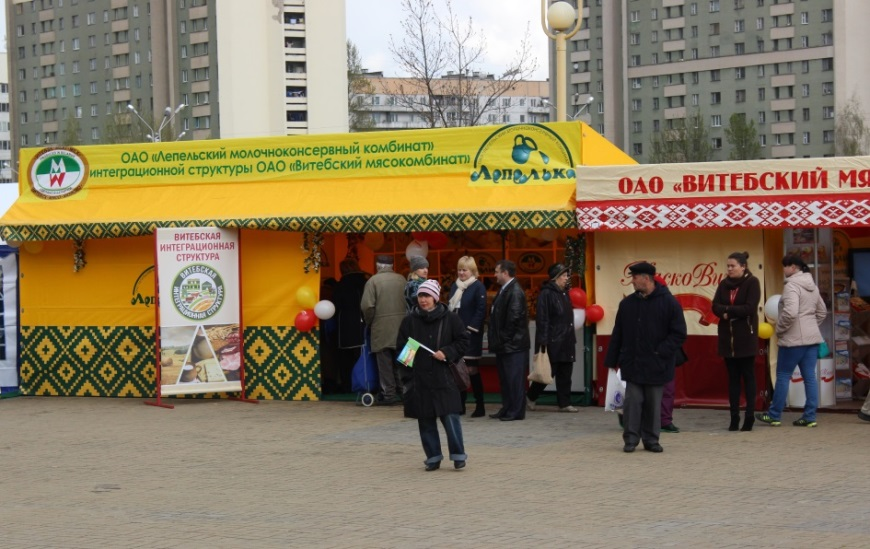 ОАО «Лепельский молочноконсервный комбинат»
интеграционной структуры ОАО «Витебский мясокомбинат»
Лепелька
ОАО «ВИТЕБСКИЙ МЯ
ВИТЕБСКАЯ
ИНТЕГРАЦИОННАЯ
СТРУКТУРА